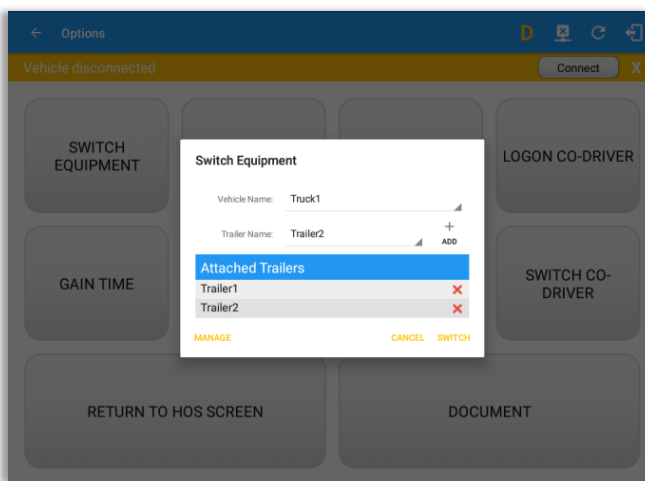 Options
D
Vehicle disconnected
Connect
X
SWITCH
EQUIPMENT
LOGON CO-DRIVER
Switch Equipment
Vehicle Name:
Truck1
Trailer Name:
Trailer2
ADD
Attached Trailers
Trailer1
Trailer2
MANAGE
CANCEL
SWITCH
GAIN TIME
SWITCH CO-
DRIVER
RETURN TO HOS SCREEN
DOCUMENT